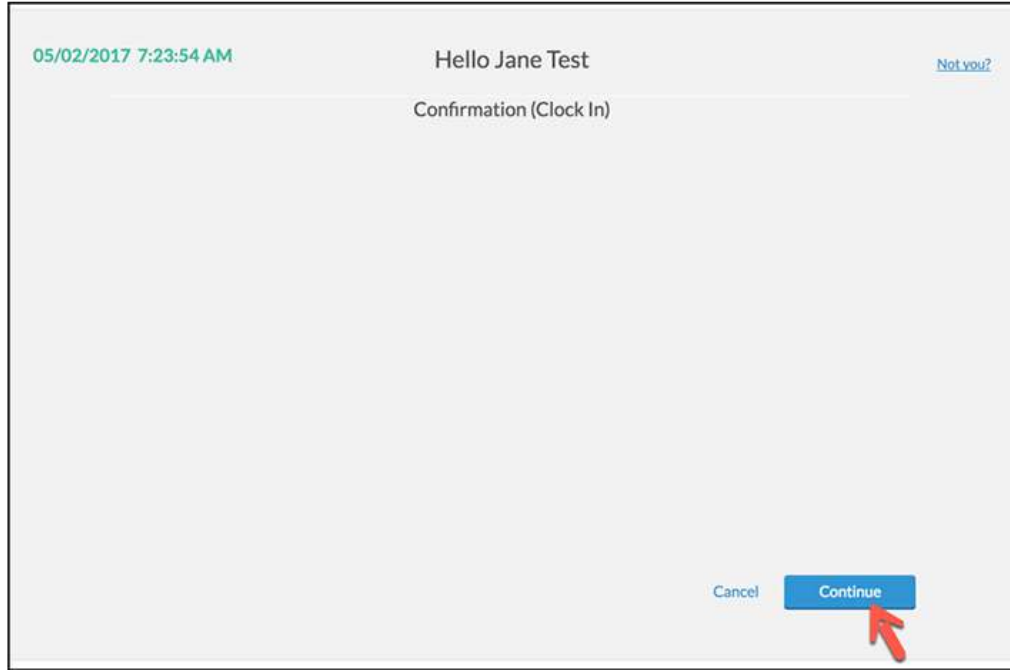 05/02/2017 7:23:54 AM Hello Jane Test Not you?
Confirmation (Clock In)
Cancel Continue